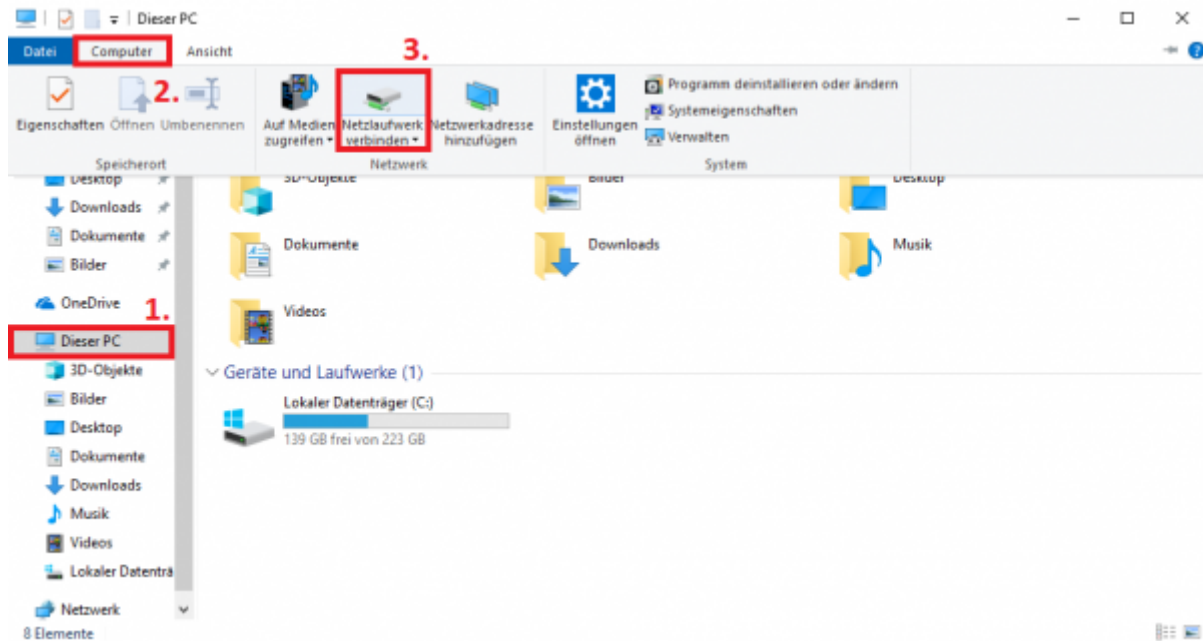 Dieser PC
Datei Computer Ansicht
3.
2.
Eigenschaften Öffnen Umbenennen
Speicherort
Auf Medien zugreifen
Netzlaufwerk verbinden
Netzwerkadresse hinzufügen
Netzwerk
Einstellungen öffnen
Programm deinstallieren oder ändern
Systemeigenschaften
Verwalten
System
Desktop
Downloads
Dokumente
Bilder
OneDrive
1.
Dieser PC
3D-Objekte
Bilder
Desktop
Dokumente
Downloads
Musik
Videos
Lokaler Datenträ
Netzwerk
8 Elemente
3D-Objekte
Bilder
Desktop
Dokumente
Downloads
Musik
Videos
Geräte und Laufwerke (1)
Lokaler Datenträger (C:)
139 GB frei von 223 GB